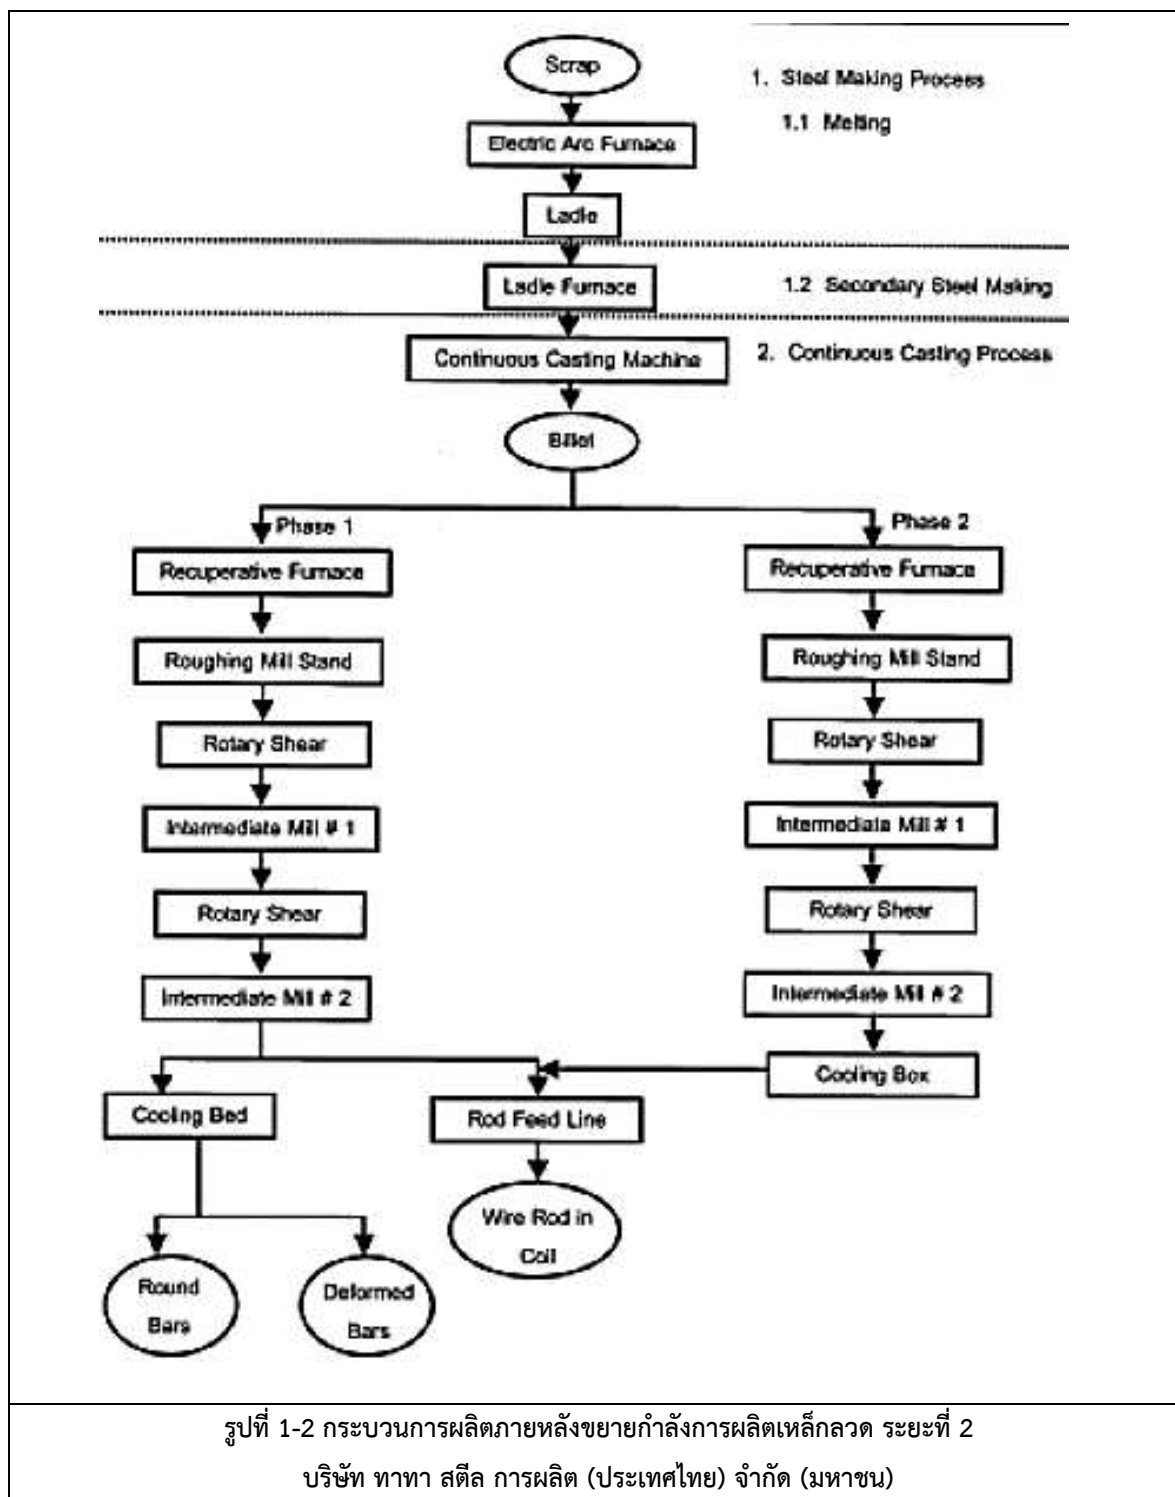 Scrap
1. Steel Making Process
1.1 Melting
Electric Arc Furnace
Ladle
Ladle Furnace
1.2 Secondary Steel Making
Continuous Casting Machine
2. Continuous Casting Process
Billet
Phase 1
Phase 2
Recuperative Furnace
Recuperative Furnace
Roughing Mill Stand
Roughing Mill Stand
Rotary Shear
Rotary Shear
Intermediate Mill # 1
Intermediate Mill # 1
Rotary Shear
Rotary Shear
Intermediate Mill # 2
Intermediate Mill # 2
Cooling Box
Cooling Bed
Rod Feed Line
Wire Rod in
Coil
Round
Bars
Deformed
Bars
รูปที่ 1-2 กระบวนการผลิตภายหลังขยายกำลังการผลิตเหล็กลวด ระยะที่ 2
บริษัท ทาทา สตีล การผลิต (ประเทศไทย) จำกัด (มหาชน)